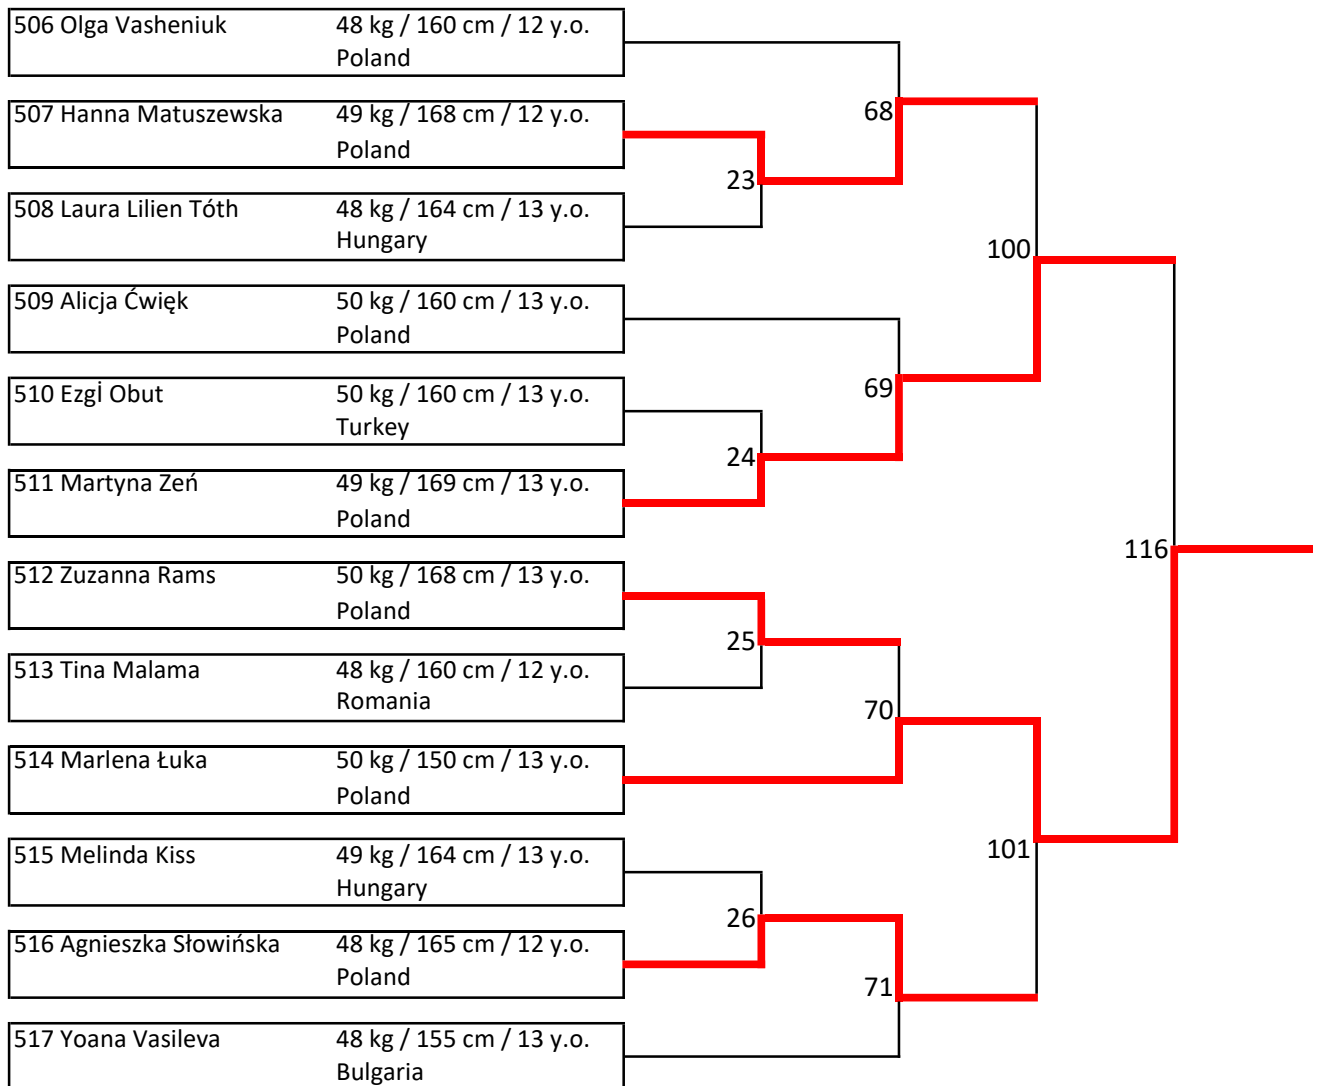 506 Olga Vasheniuk 48 kg / 160 cm / 12 y.o.
Poland
507 Hanna Matuszewska 49 kg / 168 cm / 12 y.o.
Poland
68
23
508 Laura Lilien Tóth 48 kg / 164 cm / 13 y.o.
Hungary
100
509 Alicja Ćwięk 50 kg / 160 cm / 13 y.o.
Poland
510 Ezgİ Obut 50 kg / 160 cm / 13 y.o.
Turkey
69
24
511 Martyna Zeń 49 kg / 169 cm / 13 y.o.
Poland
116
512 Zuzanna Rams 50 kg / 168 cm / 13 y.o.
Poland
25
513 Tina Malama 48 kg / 160 cm / 12 y.o.
Romania
70
514 Marlena Łuka 50 kg / 150 cm / 13 y.o.
Poland
101
515 Melinda Kiss 49 kg / 164 cm / 13 y.o.
Hungary
26
516 Agnieszka Słowińska 48 kg / 165 cm / 12 y.o.
Poland
71
517 Yoana Vasileva 48 kg / 155 cm / 13 y.o.
Bulgaria